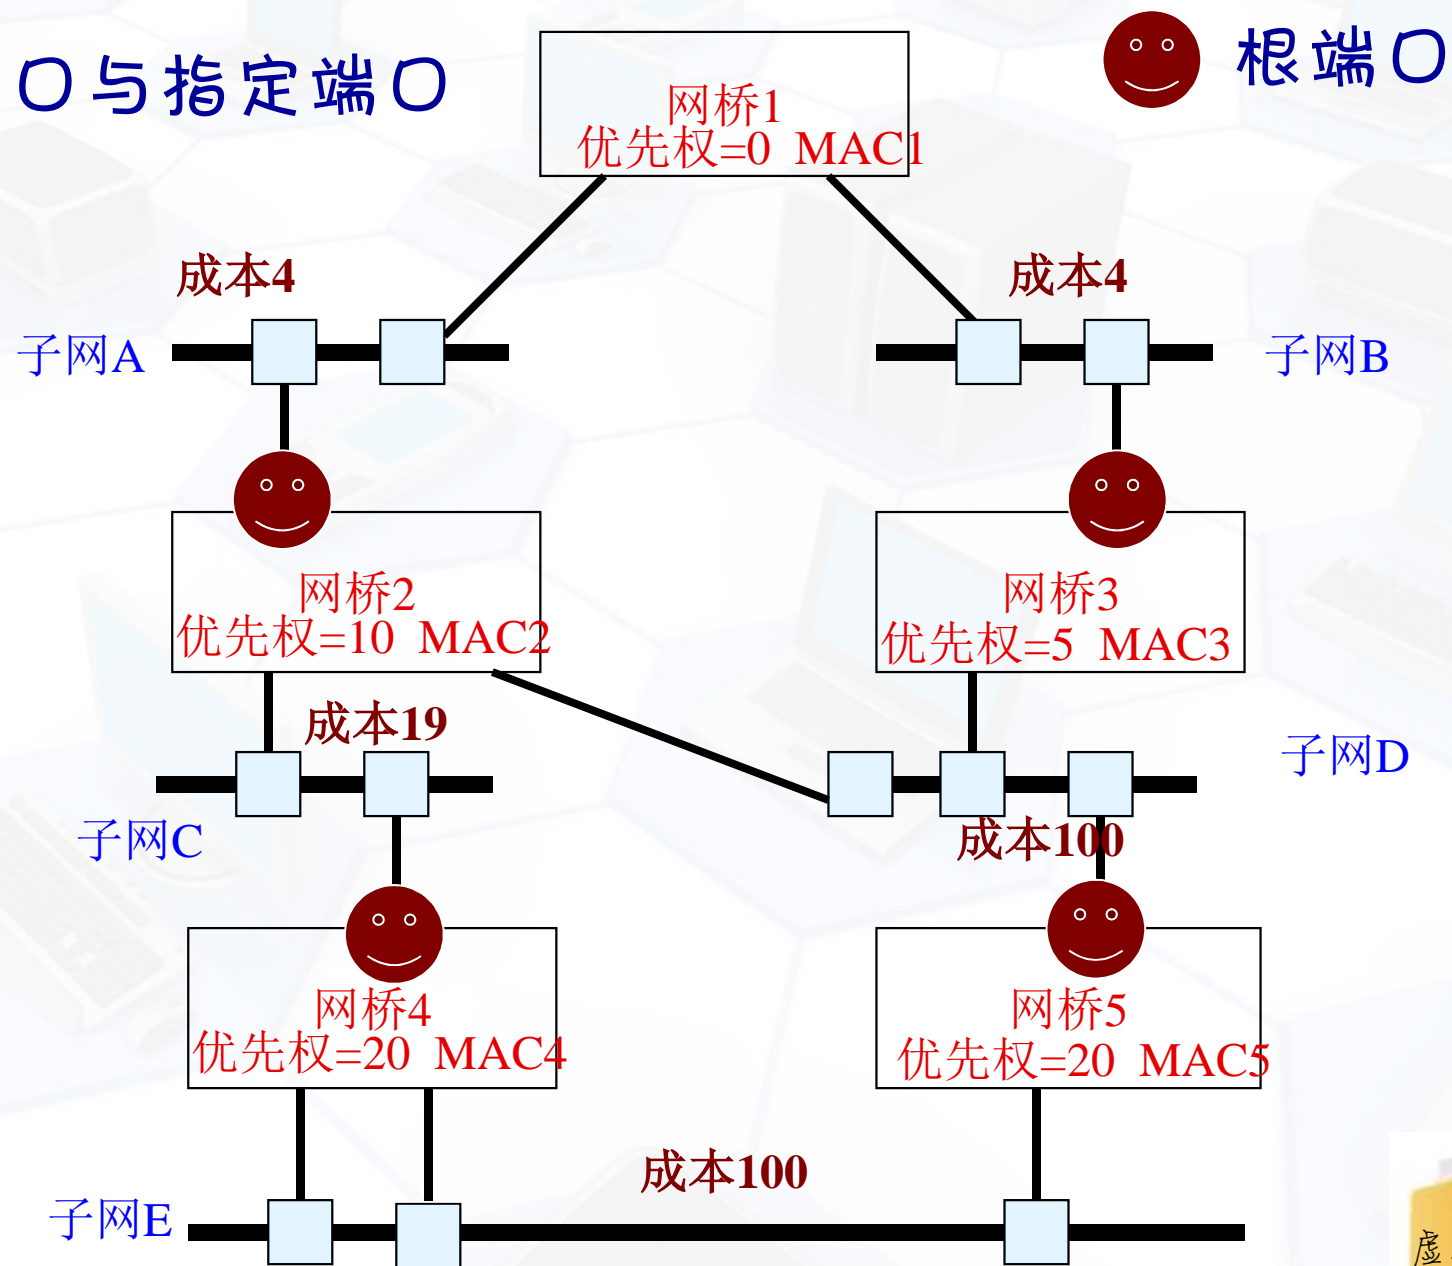 口与指定端口
根端口
网桥1
优先权=0 MAC1
成本4
成本4
子网A
子网B
网桥2
优先权=10 MAC2
网桥3
优先权=5 MAC3
成本19
子网D
子网C
成本100
网桥4
优先权=20 MAC4
网桥5
优先权=20 MAC5
成本100
子网E
虚